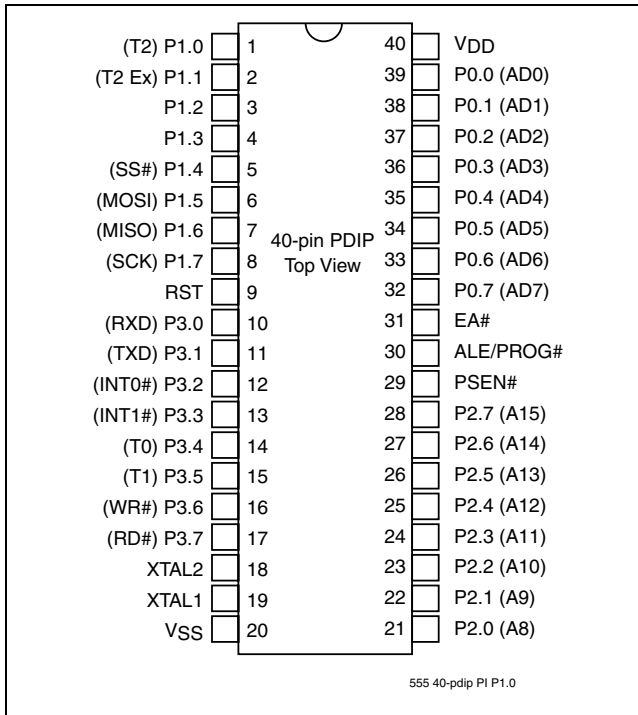 (T2) P1.0 1 40 VDD
(T2 Ex) P1.1 2 39 P0.0 (AD0)
P1.2 3 38 P0.1 (AD1)
P1.3 4 37 P0.2 (AD2)
(SS#) P1.4 5 36 P0.3 (AD3)
(MOSI) P1.5 6 35 P0.4 (AD4)
(MISO) P1.6 7 34 P0.5 (AD5)
40-pin PDIP
(SCK) P1.7 8 Top View 33 P0.6 (AD6)
RST 9 32 P0.7 (AD7)
(RXD) P3.0 10 31 EA#
(TXD) P3.1 11 30 ALE/PROG#
(INT0#) P3.2 12 29 PSEN#
(INT1#) P3.3 13 28 P2.7 (A15)
(T0) P3.4 14 27 P2.6 (A14)
(T1) P3.5 15 26 P2.5 (A13)
(WR#) P3.6 16 25 P2.4 (A12)
(RD#) P3.7 17 24 P2.3 (A11)
XTAL2 18 23 P2.2 (A10)
XTAL1 19 22 P2.1 (A9)
VSS 20 21 P2.0 (A8)
555 40-pdip PI P1.0